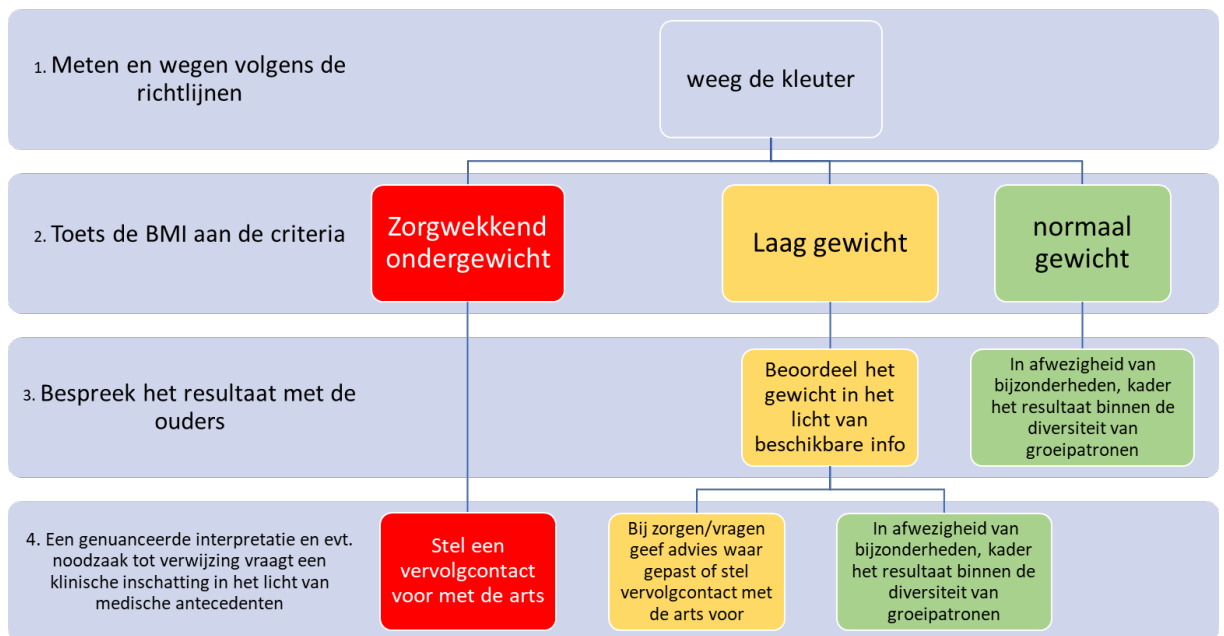 1. Meten en wegen volgens de
richtlijnen
weeg de kleuter
2. Toets de BMI aan de criteria
Zorgwekkend
ondergewicht
Laag gewicht
normaal
gewicht
3. Bespreek het resultaat met de
ouders
Beoordeel het
gewicht in het
licht van
beschikbare info
In afwezigheid van
bijzonderheden, kader
het resultaat binnen de
diversiteit van
groeipatronen
4. Een genuanceerde interpretatie en evt.
noodzaak tot verwijzing vraagt een
klinische inschatting in het licht van
medische antecedenten
Stel een
vervolgcontact
voor met de arts
Bij zorgen/vragen
geef advies waar
gepast of stel
vervolgcontact met
de arts voor
In afwezigheid van
bijzonderheden, kader
het resultaat binnen de
diversiteit van
groeipatronen